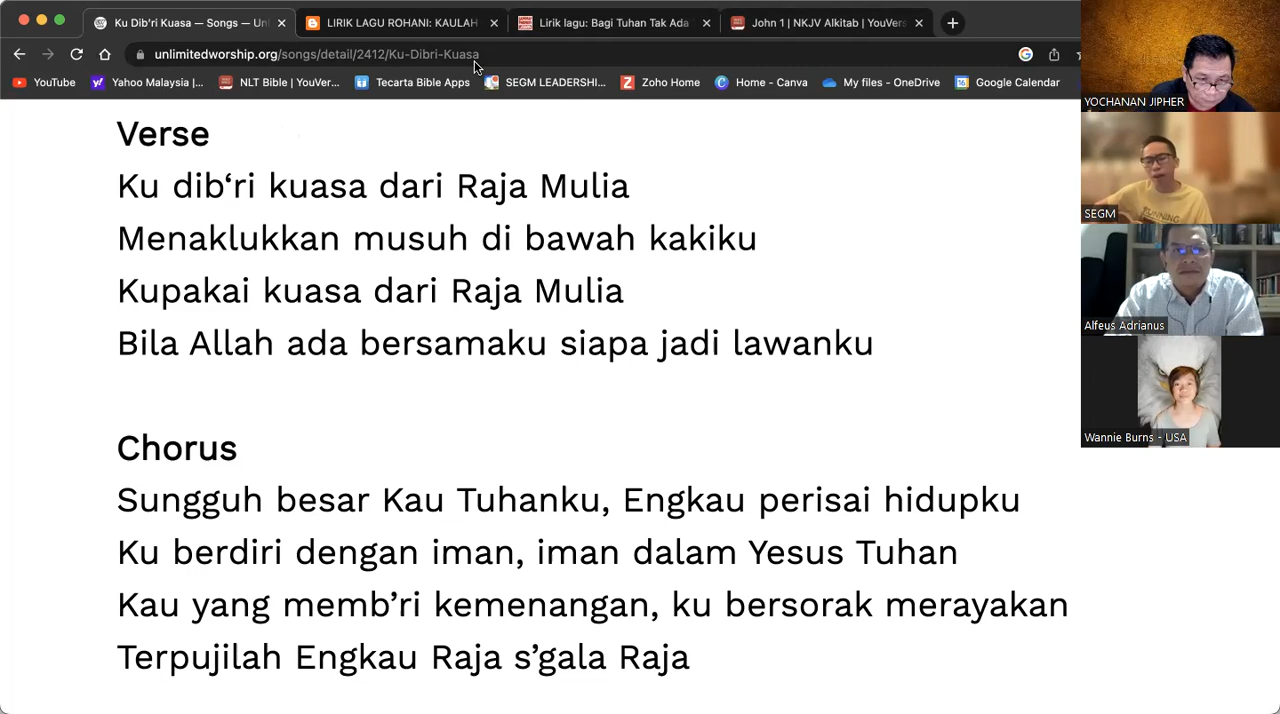 Ku Dib'ri Kuasa — Songs — Unl
LIRIK LAGU ROHANI: KAULAH
Lirik lagu: Bagi Tuhan Tak Ada
John 1 | NKJV Alkitab | YouVers
unlimitedworship.org/songs/detail/2412/Ku-Dibri-Kuasa
YouTube
Yahoo Malaysia |...
NLT Bible | YouVer...
Tecarta Bible Apps
SEGM LEADERSHI...
Zoho Home
Home - Canva
My files - OneDrive
Google Calendar
Verse
Ku dib‘ri kuasa dari Raja Mulia
Menaklukkan musuh di bawah kakiku
Kupakai kuasa dari Raja Mulia
Bila Allah ada bersamaku siapa jadi lawanku
Chorus
Sungguh besar Kau Tuhanku, Engkau perisai hidupku
Ku berdiri dengan iman, iman dalam Yesus Tuhan
Kau yang memb’ri kemenangan, ku bersorak merayakan
Terpujilah Engkau Raja s’gala Raja
YOCHANAN JIPHER
SEGM
Alfeus Adrianus
Wannie Burns - USA